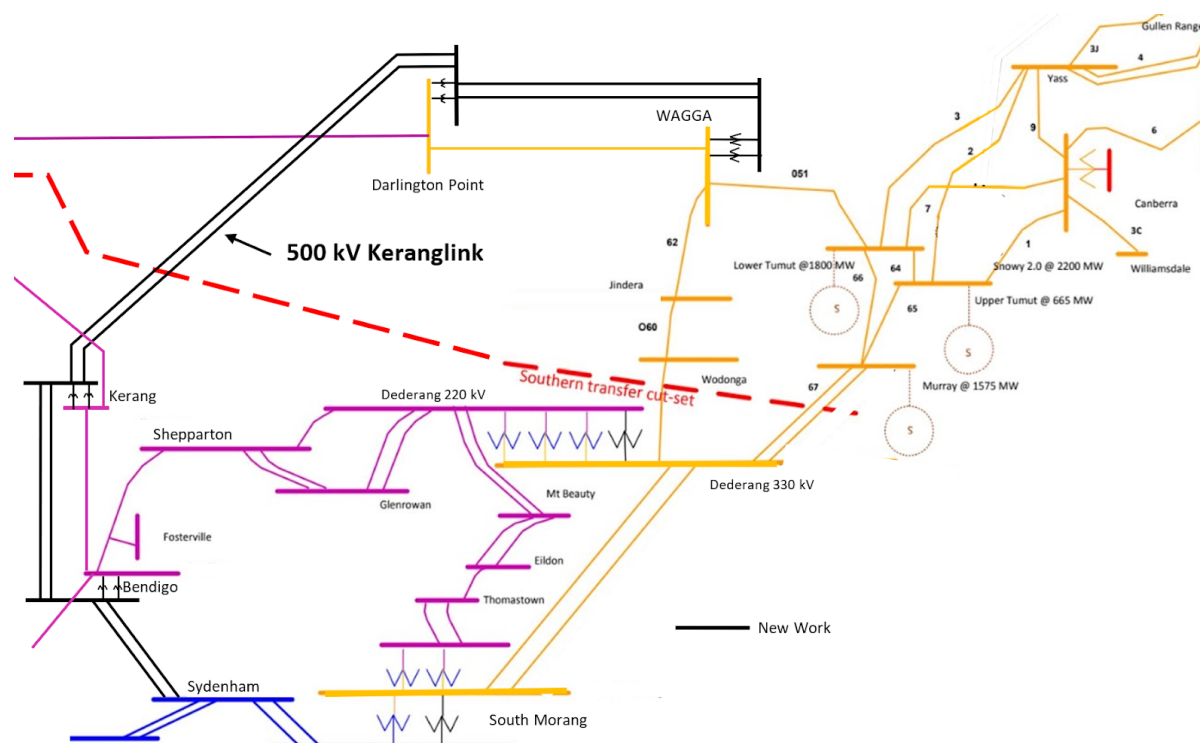 Gullen Range
3J
4
Yass
WAGGA
3
9
6
2
051
Darlington Point
7
Canberra
3C
1
62
500 kV Keranglink
Lower Tumut @1800 MW
64
Snowy 2.0 @ 2200 MW
Williamsdale
66
Jindera
S
65
Upper Tumut @ 665 MW
O60
S
Wodonga
Southern transfer cut-set
67
Murray @ 1575 MW
Kerang
Dederang 220 kV
S
Shepparton
Dederang 330 kV
Mt Beauty
Glenrowan
Fosterville
Eildon
Bendigo
Thomastown
New Work
Sydenham
South Morang